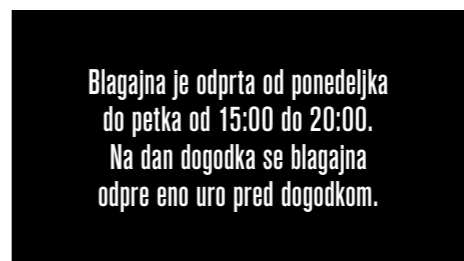 Blagajna je odprta od ponedeljka
do petka od 15:00 do 20:00.
Na dan dogodka se blagajna
odpre eno uro pred dogodkom.